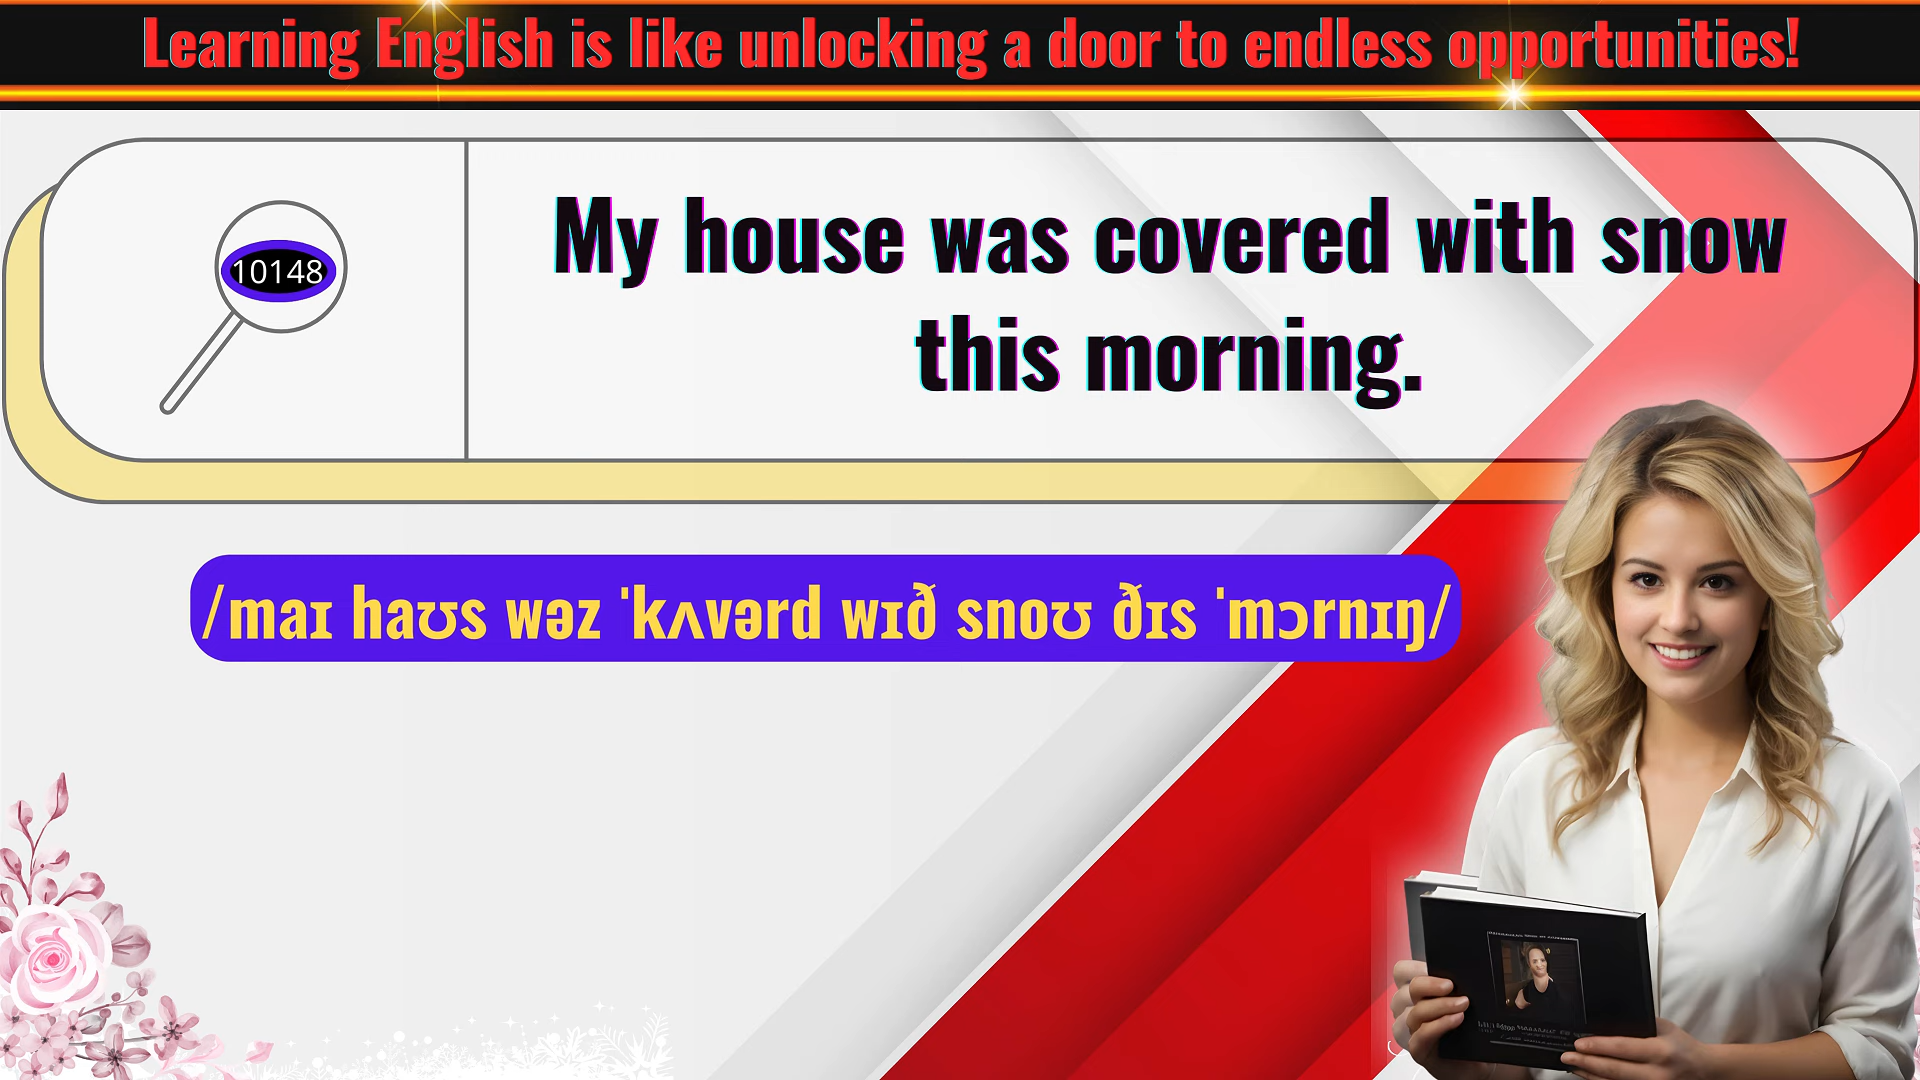 Learning English is like unlocking a door to endless opportunities!
10148
My house was covered with snow
this morning.
/maɪ haʊs wəz ˈkʌvərd wɪð snoʊ ðɪs ˈmɔrnɪŋ/